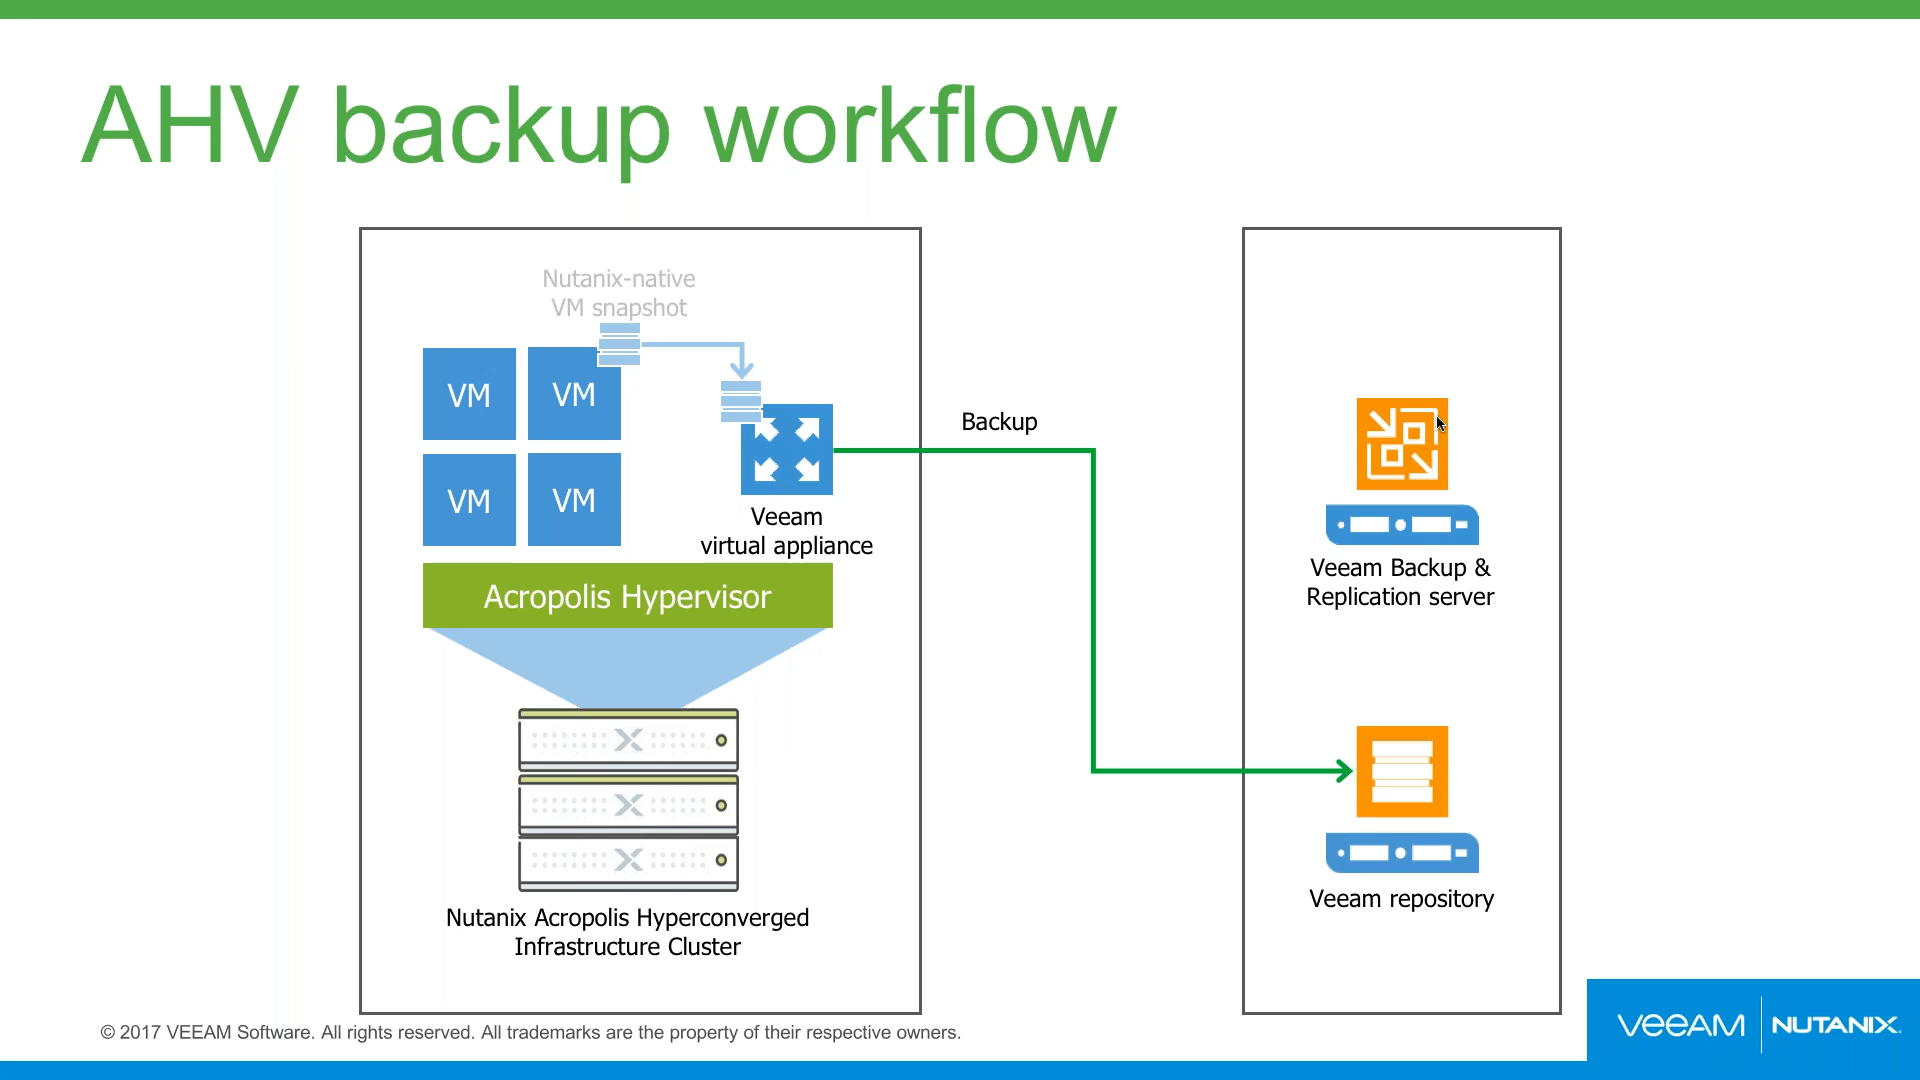 AHV backup workflow
Nutanix-native
VM snapshot
VM
VM
VM
VM
Veeam
virtual appliance
Acropolis Hypervisor
Nutanix Acropolis Hyperconverged
Infrastructure Cluster
Backup
Veeam Backup &
Replication server
Veeam repository
© 2017 VEEAM Software. All rights reserved. All trademarks are the property of their respective owners.
VEEAM
NUTANIX